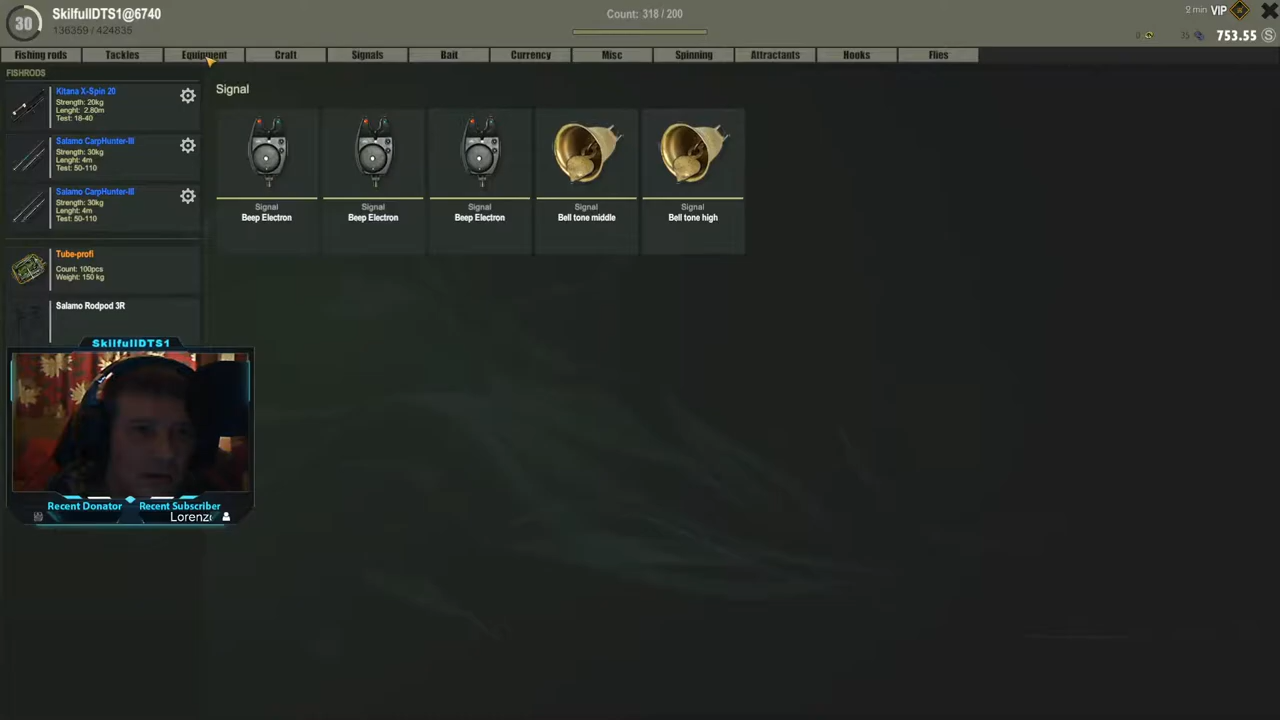 30
SkilfullDTS1@6740
136359 / 424835
Count: 318 / 200
2 min VIP
0
35
753.55 S
Fishing rods
Tackles
Equipment
Craft
Signals
Bait
Currency
Misc
Spinning
Attractants
Hooks
Flies
FISHRODS
Kitana X-Spin 20
Strength: 20kg
Lenght: 2.80m
Test: 18-40
Salamo CarpHunter-III
Strength: 30kg
Lenght: 4m
Test: 50-110
Salamo CarpHunter-III
Strength: 30kg
Lenght: 4m
Test: 50-110
Tube-profi
Count: 100pcs
Weight: 150 kg
Salamo Rodpod 3R
Signal
Signal
Beep Electron
Signal
Beep Electron
Signal
Beep Electron
Signal
Bell tone middle
Signal
Bell tone high
SkilfullDTS1
Recent Donator
Recent Subscriber
Lorenz